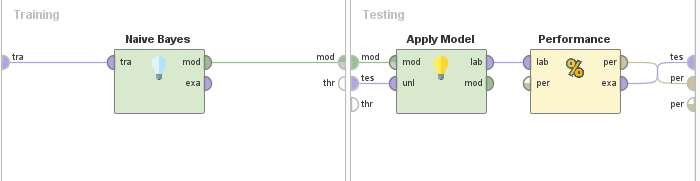 Training
Testing
Naive Bayes
Apply Model
Performance
tra
tra
mod
mod
mod
mod
lab
lab
per
tes
exa
thr
tes
unl
mod
per
exa
per
thr
per
%